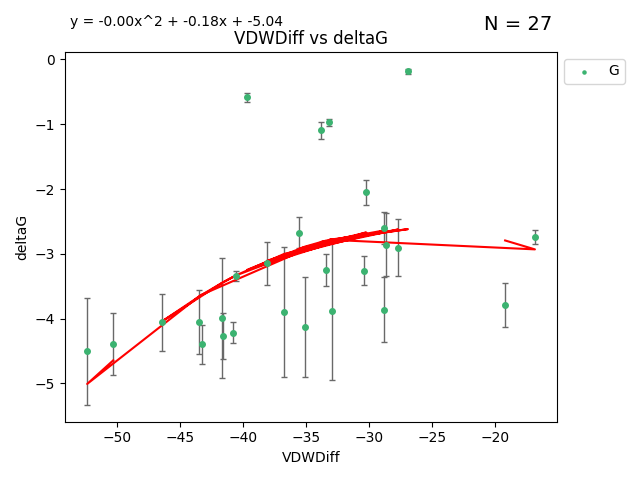 y = -0.00x^2 + -0.18x + -5.04
N = 27
VDWDiff vs deltaG
G
0
−1
−2
−3
−4
−5
deltaG
−50 −45 −40 −35 −30 −25 −20
VDWDiff